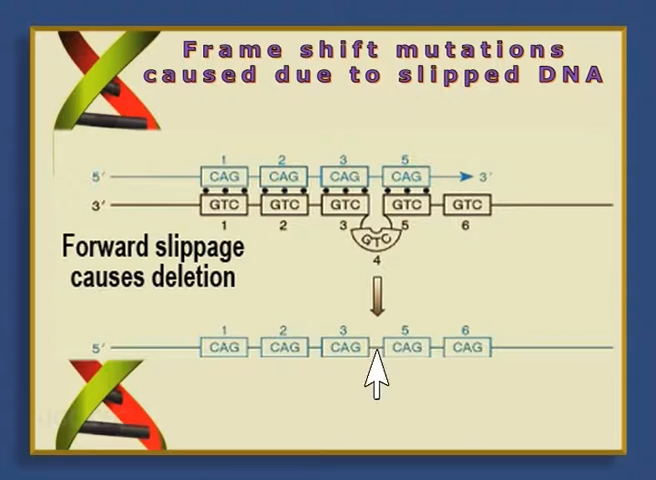 Frame shift mutations
caused due to slipped DNA
1 2 3 5
5′ CAG CAG CAG CAG 3′
3′ GTC GTC GTC GTC GTC
1 2 3 5 6
GTC
4
Forward slippage
causes deletion
1 2 3 5 6
5′ CAG CAG CAG CAG CAG